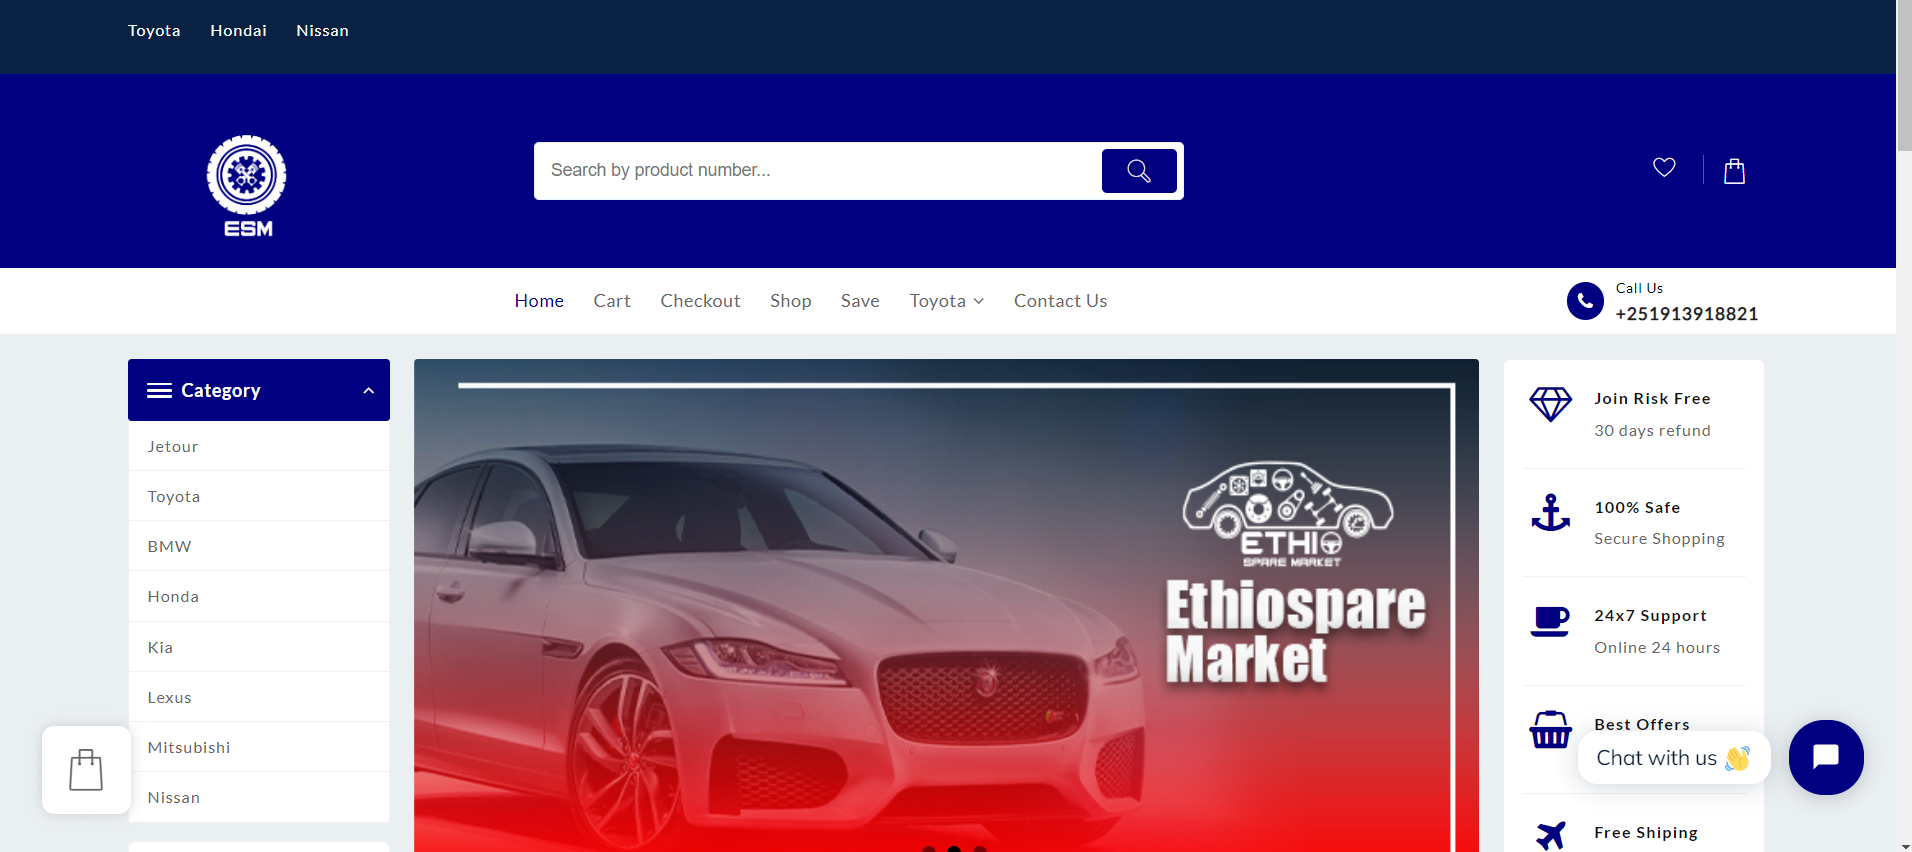 Toyota Hondai Nissan
ESM
Search by product number...
Home Cart Checkout Shop Save Toyota Contact Us
Call Us
+251913918821
Category
Jetour
Toyota
BMW
Honda
Kia
Lexus
Mitsubishi
Nissan
ETHIO
SPARE MARKET
Ethiospare
Market
Join Risk Free
30 days refund
100% Safe
Secure Shopping
24x7 Support
Online 24 hours
Best Offers
Chat with us 👋
Free Shiping